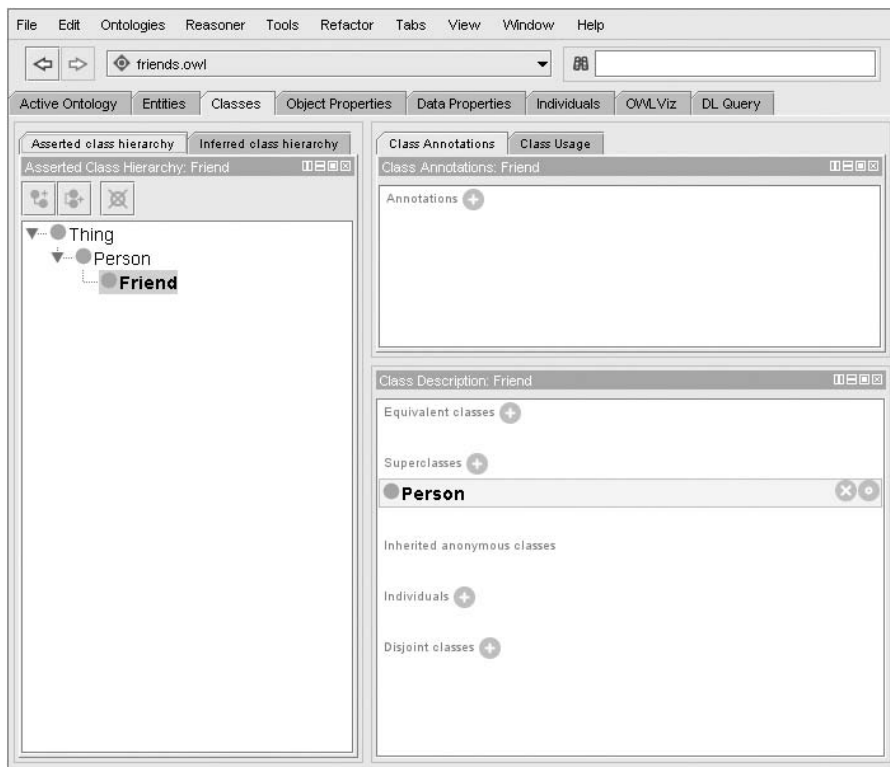 File Edit Ontologies Reasoner Tools Refactor Tabs View Window Help
friends.owl
Active Ontology Entities Classes Object Properties Data Properties Individuals OWLViz DL Query
Asserted class hierarchy Inferred class hierarchy
Asserted Class Hierarchy: Friend
Thing
Person
Friend
Class Annotations Class Usage
Class Annotations: Friend
Annotations
Class Description: Friend
Equivalent classes
Superclasses
Person
Inherited anonymous classes
Individuals
Disjoint classes